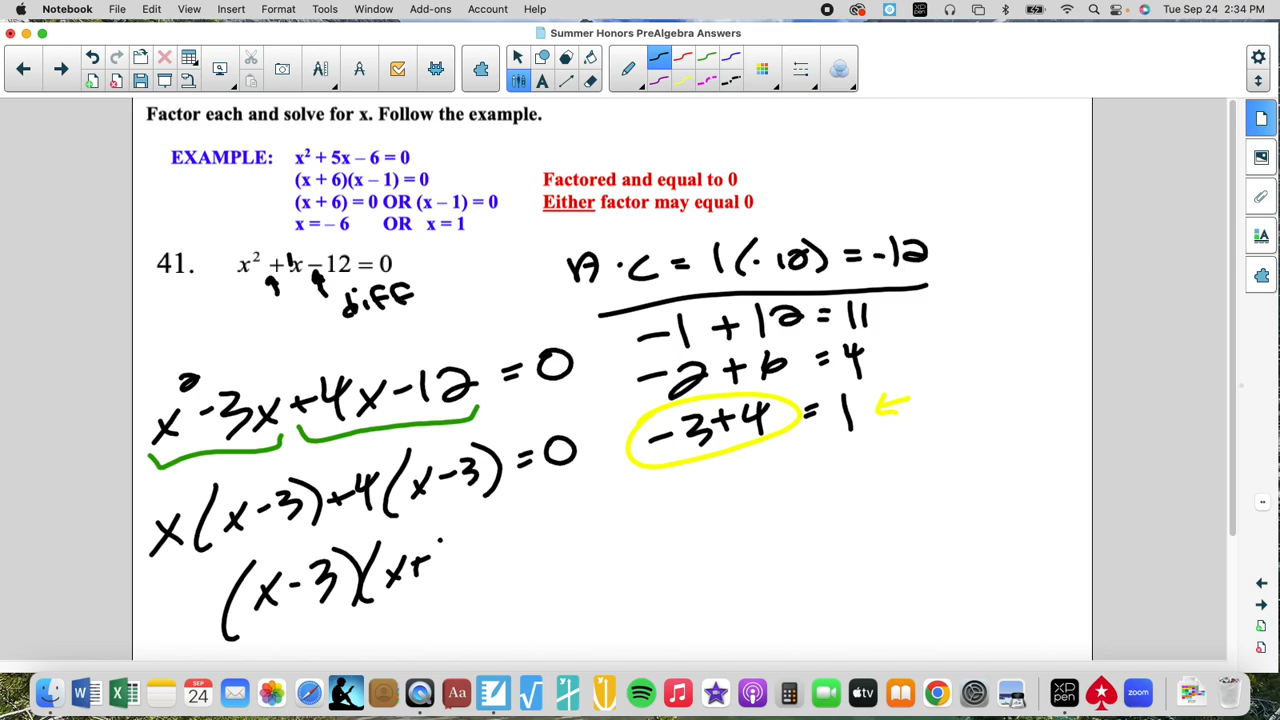 Notebook File Edit View Insert Format Tools Window Add-ons Account Help Tue Sep 24 2:34 PM
Summer Honors PreAlgebra Answers
Factor each and solve for x. Follow the example.
EXAMPLE: x² + 5x – 6 = 0
(x + 6)(x – 1) = 0 Factored and equal to 0
(x + 6) = 0 OR (x – 1) = 0 Either factor may equal 0
x = – 6 OR x = 1
41. x² + 1x – 12 = 0
diff
A · C = 1(-12) = -12
-1 + 12 = 11
-2 + 6 = 4
-3 + 4 = 1
x² - 3x + 4x - 12 = 0
x(x-3) + 4(x-3) = 0
(x-3)(x+